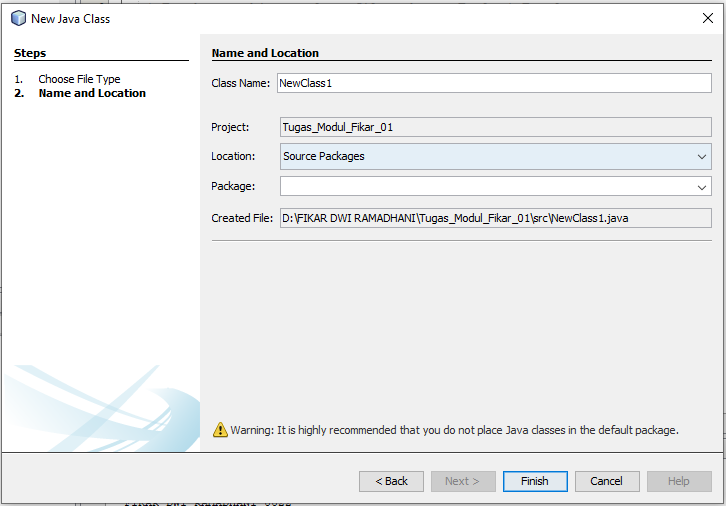 New Java Class
Steps
1. Choose File Type
2. Name and Location
Name and Location
Class Name: NewClass1
Project: Tugas_Modul_Fikar_01
Location: Source Packages
Package:
Created File: D:\FIKAR DWI RAMADHANI\Tugas_Modul_Fikar_01\src\NewClass1.java
Warning: It is highly recommended that you do not place Java classes in the default package.
< Back Next > Finish Cancel Help